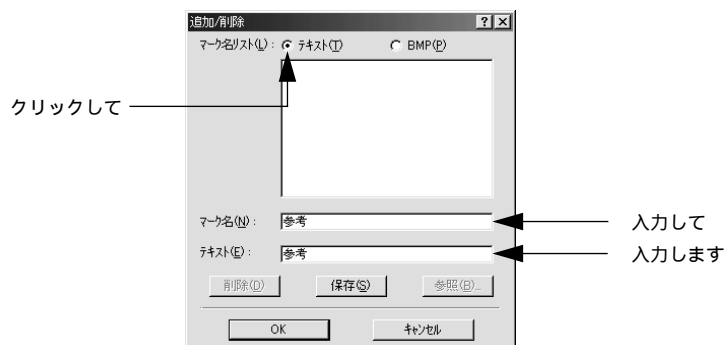 追加/削除
マーク名リスト(L): テキスト(T) BMP(P)
クリックして
マーク名(N): 参考 入力して
テキスト(E): 参考 入力します
削除(D) 保存(S) 参照(B)...
OK キャンセル